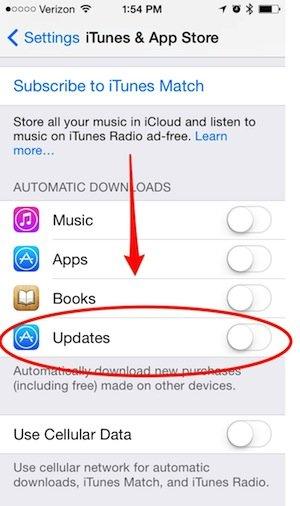 Verizon 1:54 PM
Settings iTunes & App Store
Subscribe to iTunes Match
Store all your music in iCloud and listen to
music on iTunes Radio ad-free. Learn
more...
AUTOMATIC DOWNLOADS
Music
Apps
Books
Updates
Automatically download new purchases
(including free) made on other devices.
Use Cellular Data
Use cellular network for automatic
downloads, iTunes Match, and iTunes Radio.